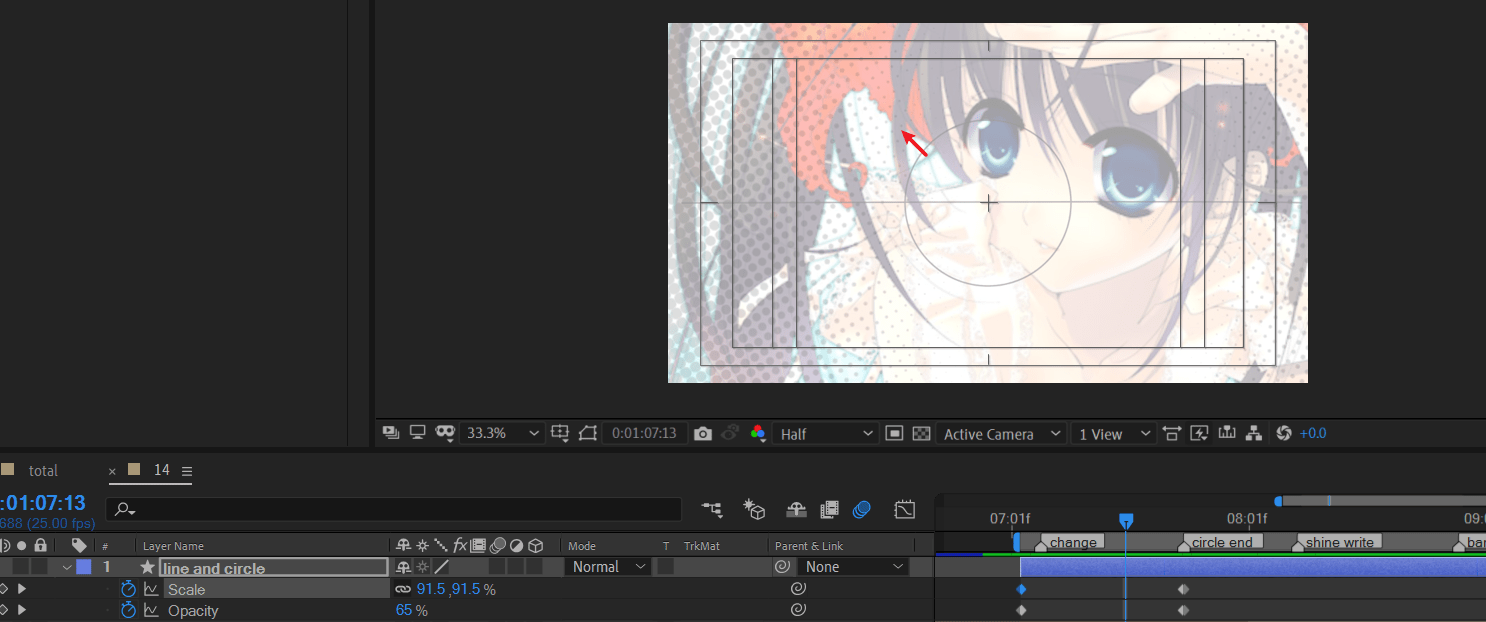 33.3%
0:01:07:13
Half
Active Camera
1 View
+0.0
total
× 14
:01:07:13
688 (25.00 fps)
07:01f
08:01f
09:0
#
Layer Name
fx
Mode
T TrkMat
Parent & Link
change
circle end
shine write
bar
1
line and circle
Normal
None
Scale
91.5 ,91.5 %
Opacity
65 %